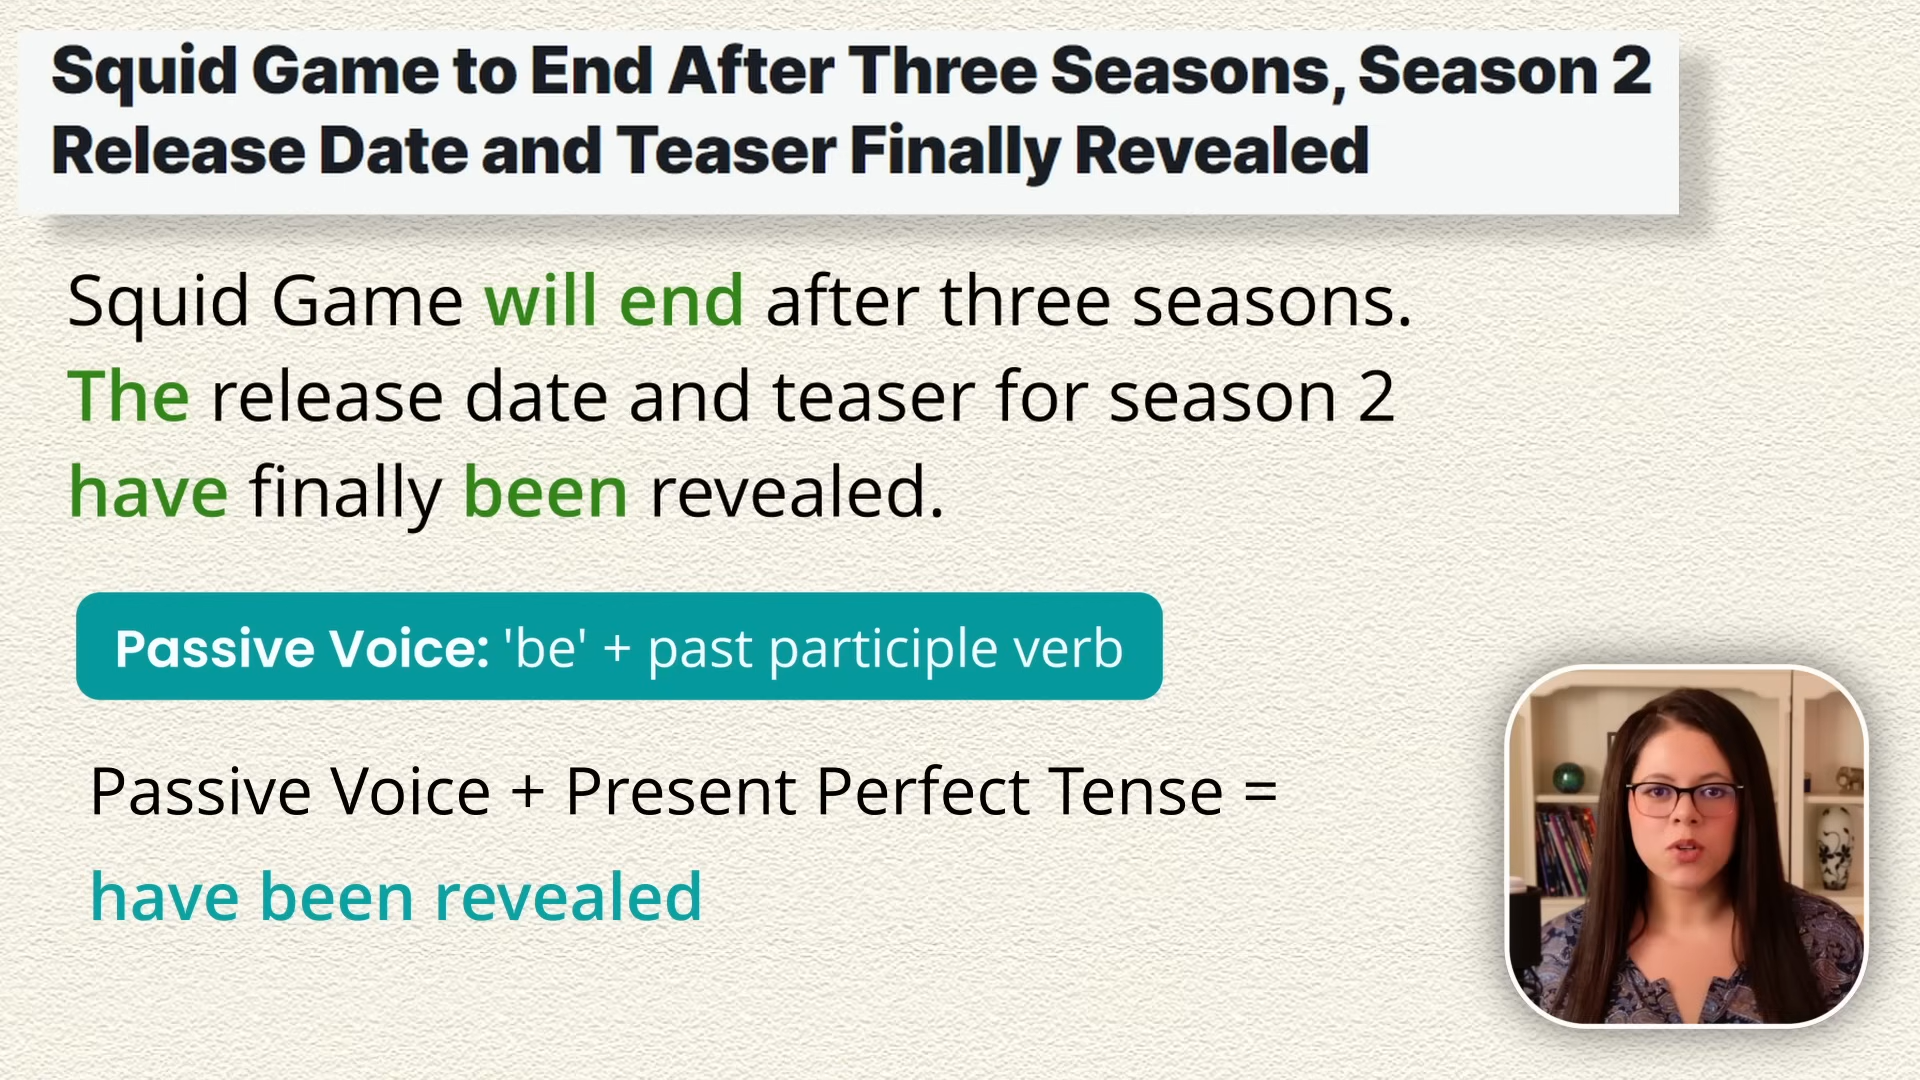 Squid Game to End After Three Seasons, Season 2
Release Date and Teaser Finally Revealed
Squid Game will end after three seasons.
The release date and teaser for season 2
have finally been revealed.
Passive Voice: 'be' + past participle verb
Passive Voice + Present Perfect Tense =
have been revealed